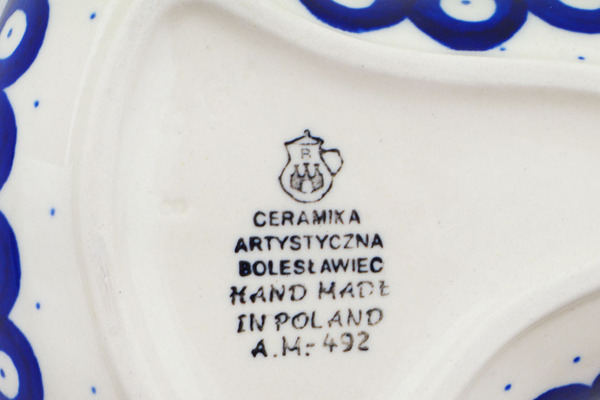 B
CERAMIKA
ARTYSTYCZNA
BOLESŁAWIEC
HAND MADE
IN POLAND
A.M.- 492